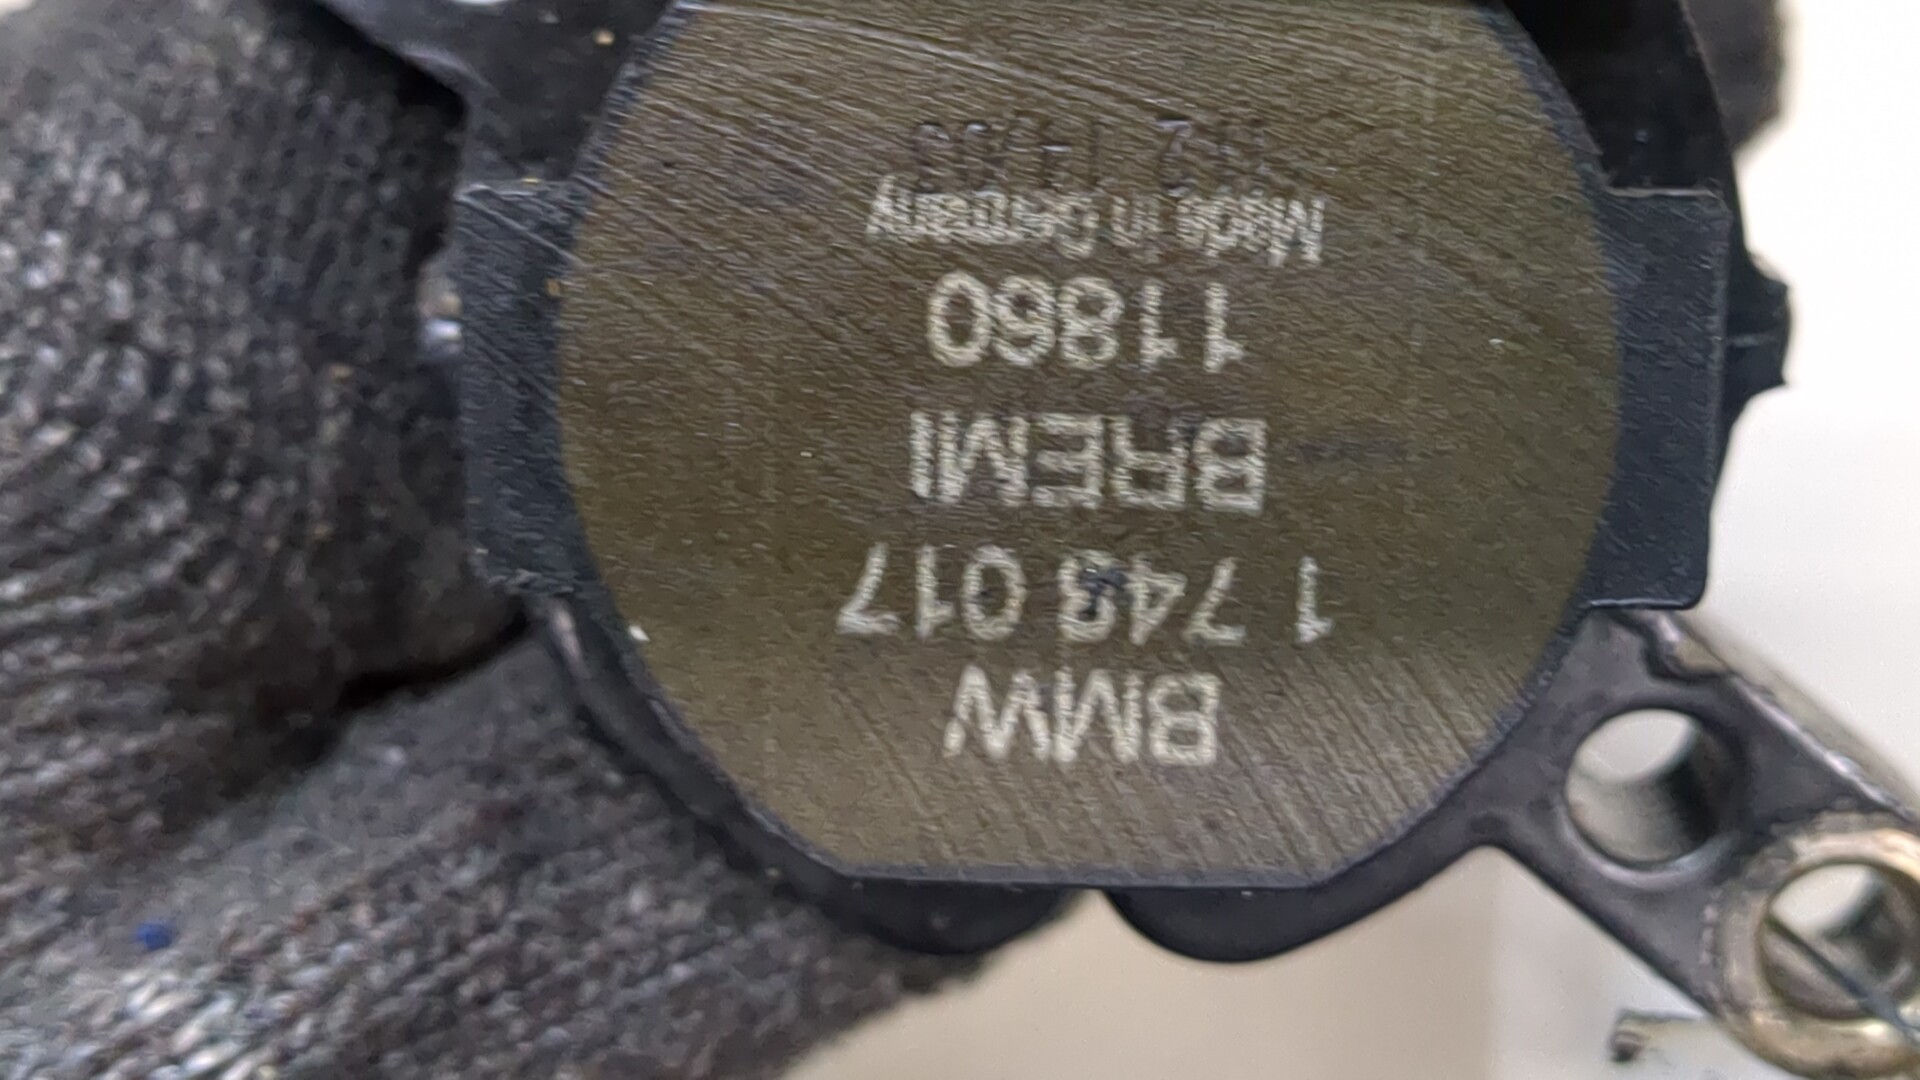 BMW
1 748 017
BREMI
11860
Made in Germany